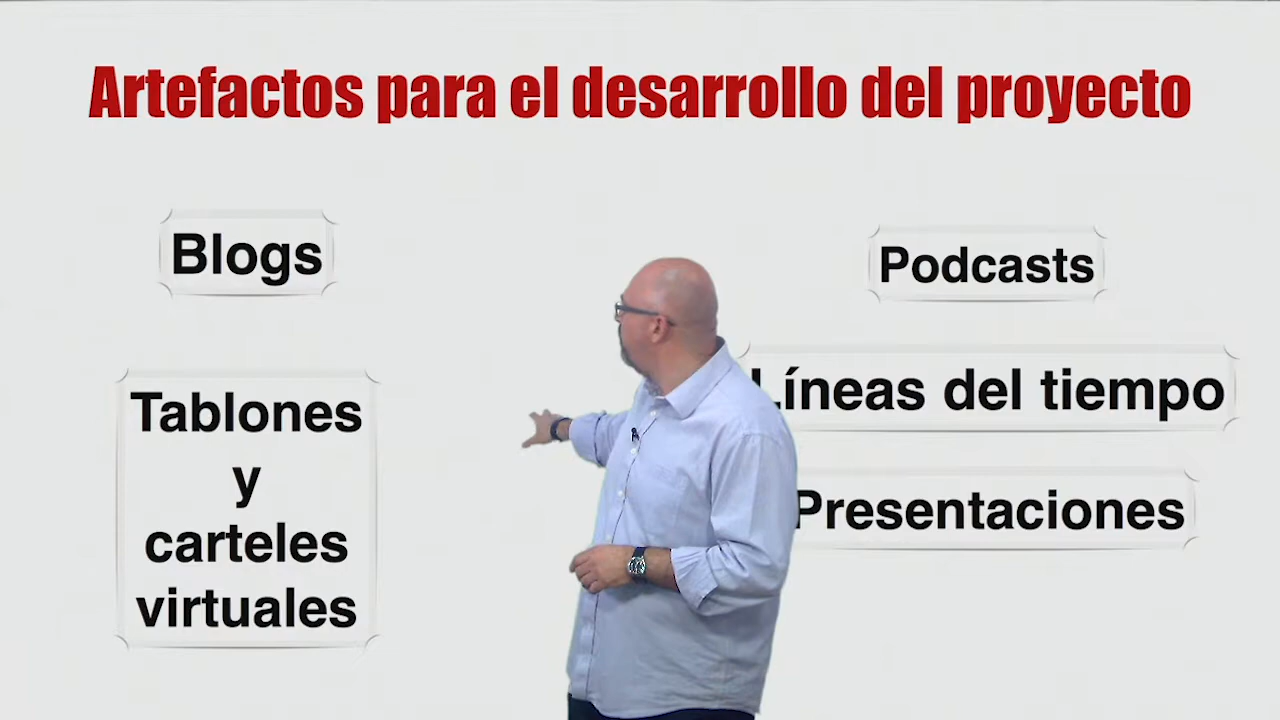 Artefactos para el desarrollo del proyecto
Blogs
Tablones
y
carteles
virtuales
Podcasts
Líneas del tiempo
Presentaciones